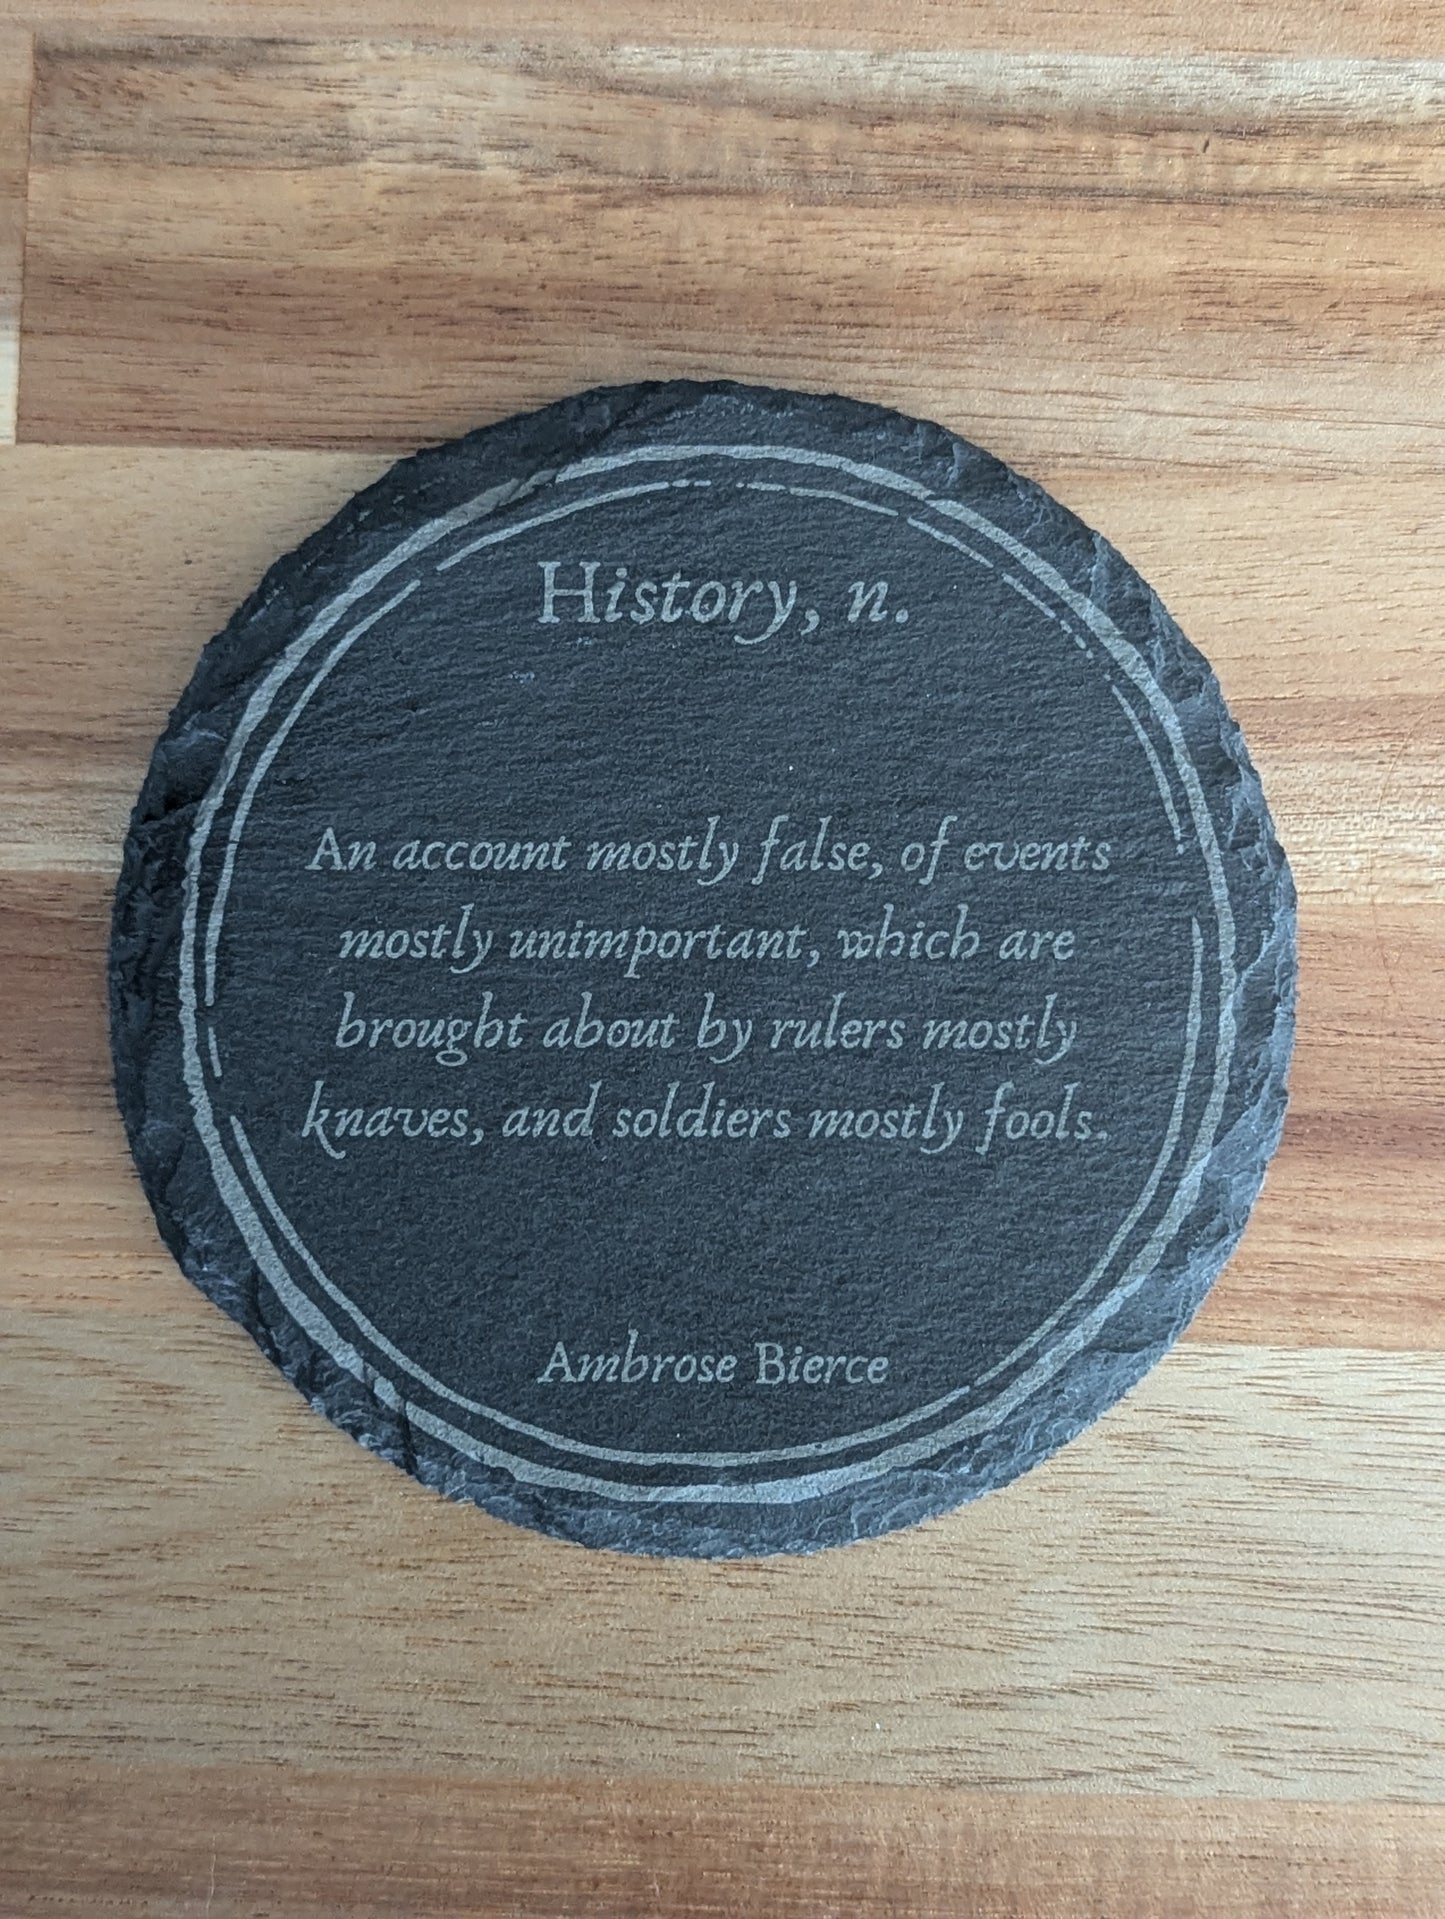 History, n.
An account mostly false, of events
mostly unimportant, which are
brought about by rulers mostly
knaves, and soldiers mostly fools.
Ambrose Bierce